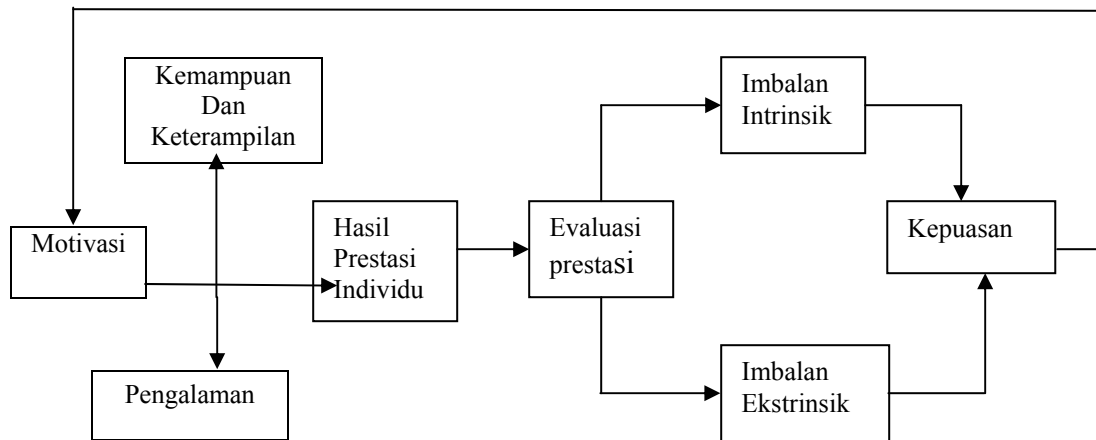 Kemampuan
Dan
Keterampilan
Imbalan
Intrinsik
Motivasi
Hasil
Prestasi
Individu
Evaluasi
prestasi
Kepuasan
Pengalaman
Imbalan
Ekstrinsik